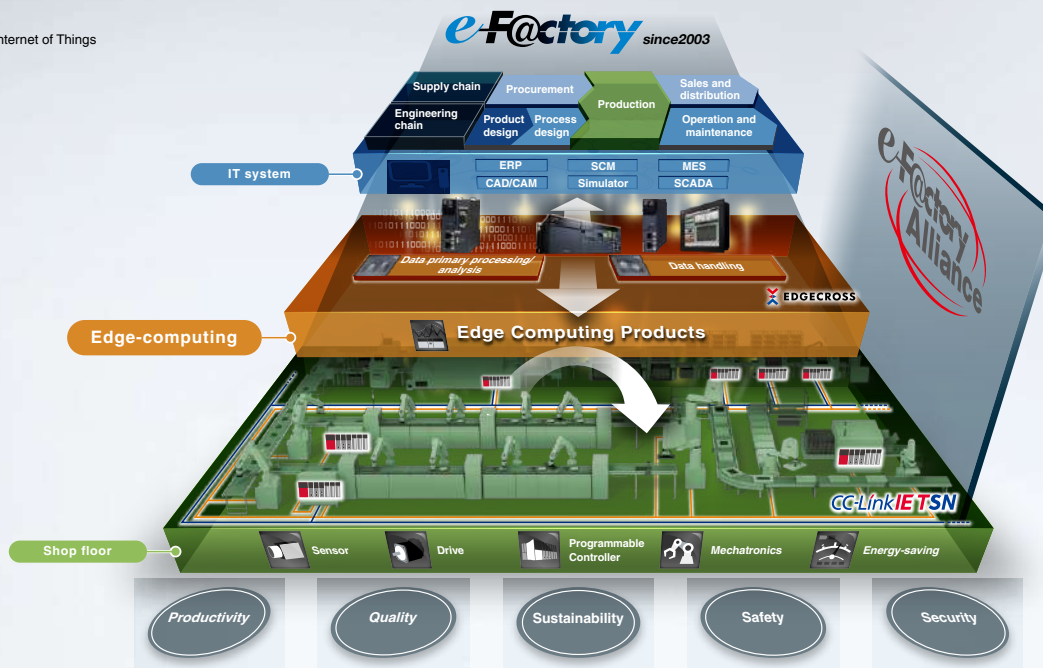 nternet of Things
e-F@ctory since2003
Supply chain
Procurement
Production
Sales and
distribution
Engineering
chain
Product
design
Process
design
Operation and
maintenance
IT system
ERP
SCM
MES
CAD/CAM
Simulator
SCADA
Data primary processing/
analysis
Data handling
EDGECROSS
Edge-computing
Edge Computing Products
e-F@ctory
Alliance
CC-Link IE TSN
Shop floor
Sensor
Drive
Programmable
Controller
Mechatronics
Energy-saving
Productivity
Quality
Sustainability
Safety
Security